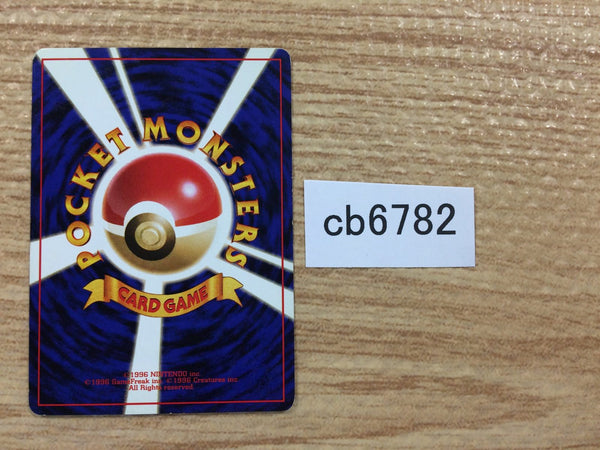 POCKET MONSTERS
CARD GAME
©1996 NINTENDO inc.
©1996 GameFreak inc. ©1996 Creatures inc.
All Rights reserved.
cb6782